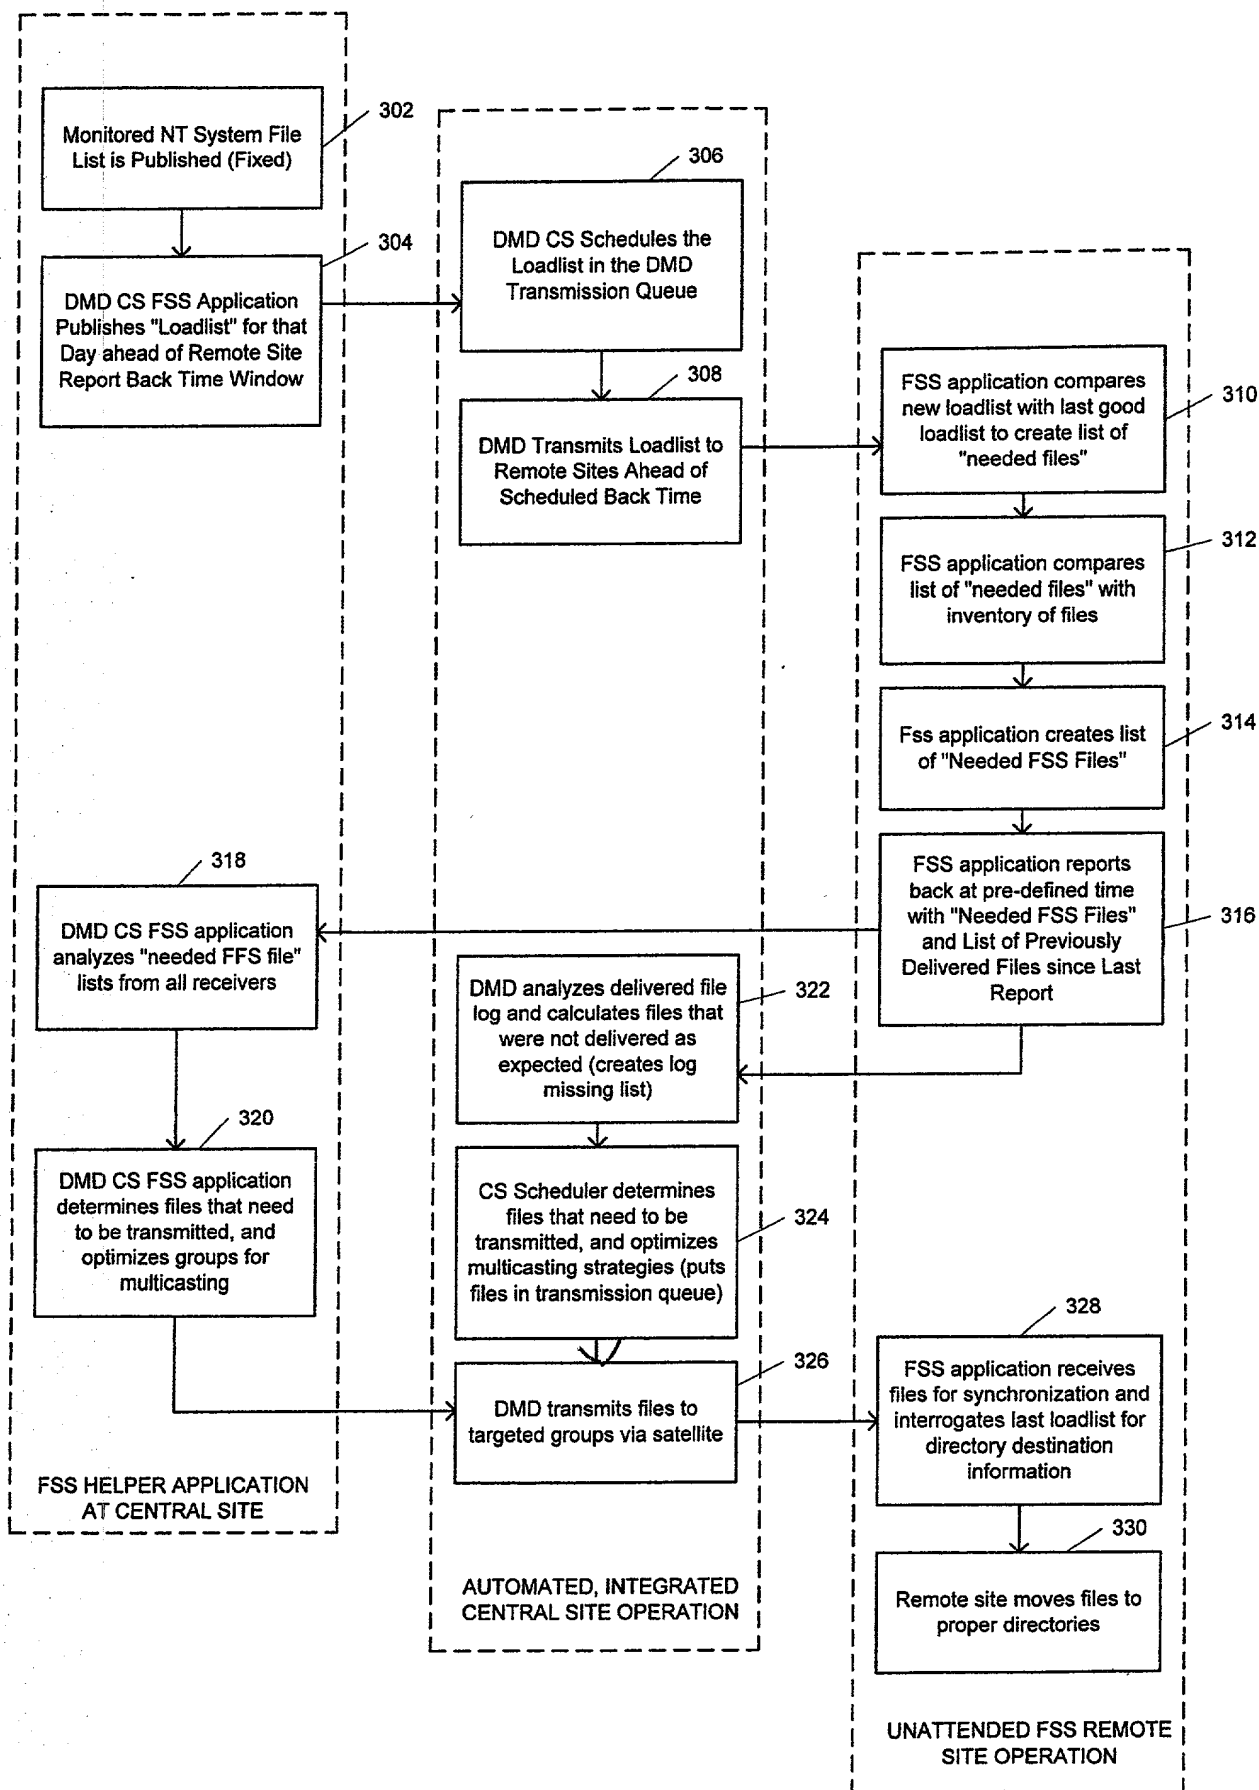 302
Monitored NT System File
List is Published (Fixed)
304
DMD CS FSS Application
Publishes "Loadlist" for that
Day ahead of Remote Site
Report Back Time Window
306
DMD CS Schedules the
Loadlist in the DMD
Transmission Queue
308
DMD Transmits Loadlist to
Remote Sites Ahead of
Scheduled Back Time
310
FSS application compares
new loadlist with last good
loadlist to create list of
"needed files"
312
FSS application compares
list of "needed files" with
inventory of files
314
Fss application creates list
of "Needed FSS Files"
316
FSS application reports
back at pre-defined time
with "Needed FSS Files"
and List of Previously
Delivered Files since Last
Report
318
DMD CS FSS application
analyzes "needed FFS file"
lists from all receivers
320
DMD CS FSS application
determines files that need
to be transmitted, and
optimizes groups for
multicasting
322
DMD analyzes delivered file
log and calculates files that
were not delivered as
expected (creates log
missing list)
324
CS Scheduler determines
files that need to be
transmitted, and optimizes
multicasting strategies (puts
files in transmission queue)
326
DMD transmits files to
targeted groups via satellite
328
FSS application receives
files for synchronization and
interrogates last loadlist for
directory destination
information
330
Remote site moves files to
proper directories
FSS HELPER APPLICATION
AT CENTRAL SITE
AUTOMATED, INTEGRATED
CENTRAL SITE OPERATION
UNATTENDED FSS REMOTE
SITE OPERATION